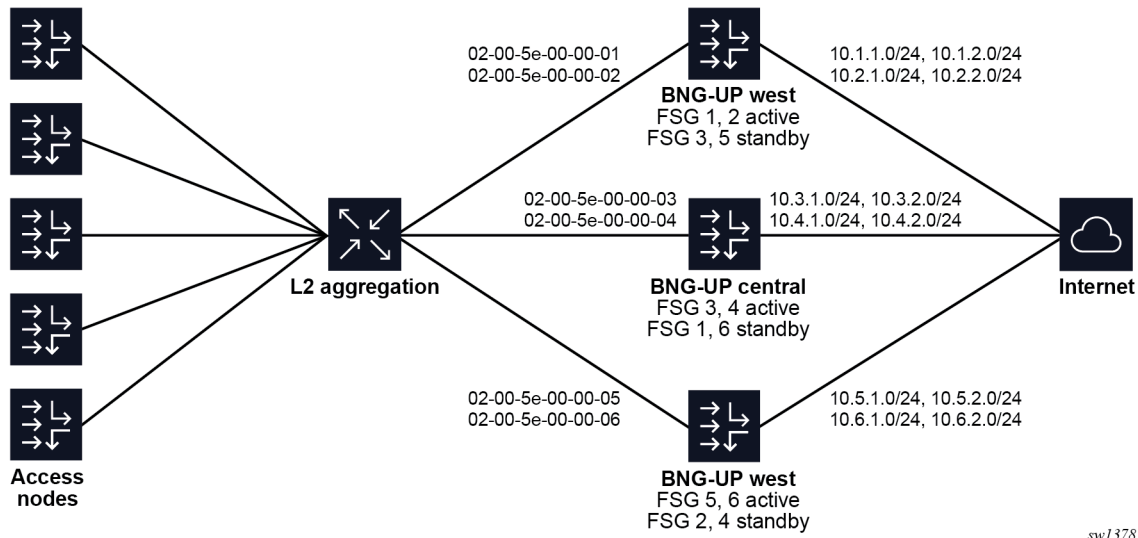 02-00-5e-00-00-01
02-00-5e-00-00-02
10.1.1.0/24, 10.1.2.0/24
10.2.1.0/24, 10.2.2.0/24
BNG-UP west
FSG 1, 2 active
FSG 3, 5 standby
02-00-5e-00-00-03
02-00-5e-00-00-04
10.3.1.0/24, 10.3.2.0/24
10.4.1.0/24, 10.4.2.0/24
L2 aggregation
BNG-UP central
FSG 3, 4 active
FSG 1, 6 standby
Internet
02-00-5e-00-00-05
02-00-5e-00-00-06
10.5.1.0/24, 10.5.2.0/24
10.6.1.0/24, 10.6.2.0/24
Access
nodes
BNG-UP west
FSG 5, 6 active
FSG 2, 4 standby
sw1378